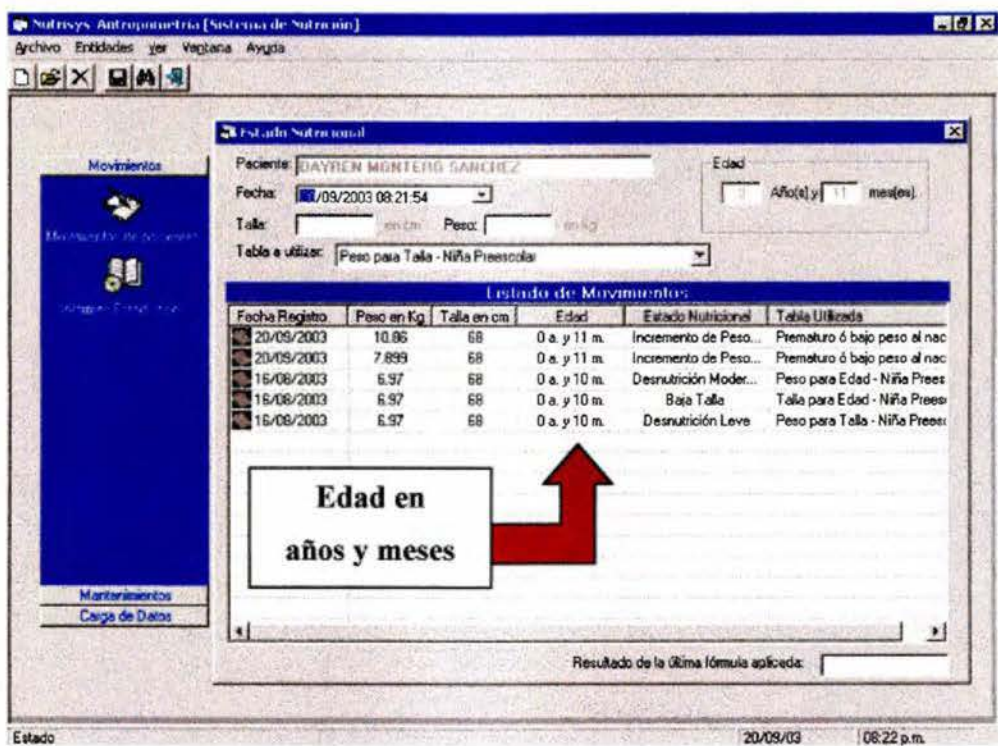 Nutrisys Antropometría [Sistema de Nutrición]
Archivo Entidades Ver Ventana Ayuda
Estado Nutricional
Movimientos
Movimientos de pacientes
Mantenimientos
Carga de Datos
Paciente: DAYREN MONTERO SANCHEZ
Edad
Fecha: /09/2003 08:21:54
Año(s) y 11 mes(es).
Talla: en cm Peso: en kg
Tabla a utilizar: Peso para Talla - Niña Preescolar
Listado de Movimientos
Fecha Registro Peso en Kg Talla en cm Edad Estado Nutricional Tabla Utilizada
20/09/2003 10.86 68 0 a. y 11 m. Incremento de Peso... Prematuro ó bajo peso al nac
20/09/2003 7.899 68 0 a. y 11 m. Incremento de Peso... Prematuro ó bajo peso al nac
16/08/2003 6.97 68 0 a. y 10 m. Desnutrición Moder... Peso para Edad - Niña Prees
16/08/2003 6.97 68 0 a. y 10 m. Baja Talla Talla para Edad - Niña Prees
16/08/2003 6.97 68 0 a. y 10 m. Desnutrición Leve Peso para Talla - Niña Prees
Edad en
años y meses
Resultado de la última fórmula aplicada:
Estado 20/09/03 08:22 p.m.